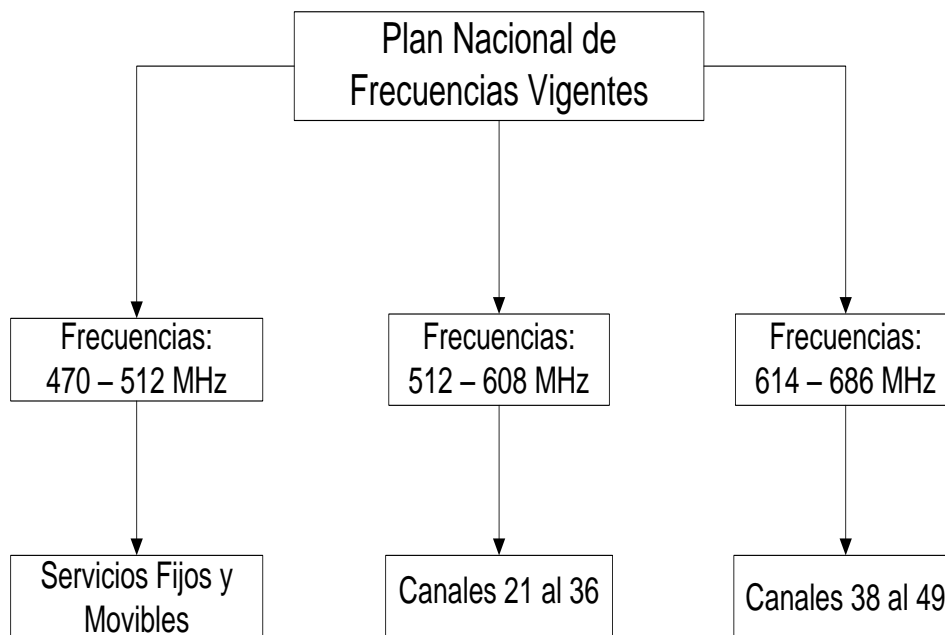 Plan Nacional de
Frecuencias Vigentes
Frecuencias:
470 – 512 MHz
Frecuencias:
512 – 608 MHz
Frecuencias:
614 – 686 MHz
Servicios Fijos y
Movibles
Canales 21 al 36
Canales 38 al 49